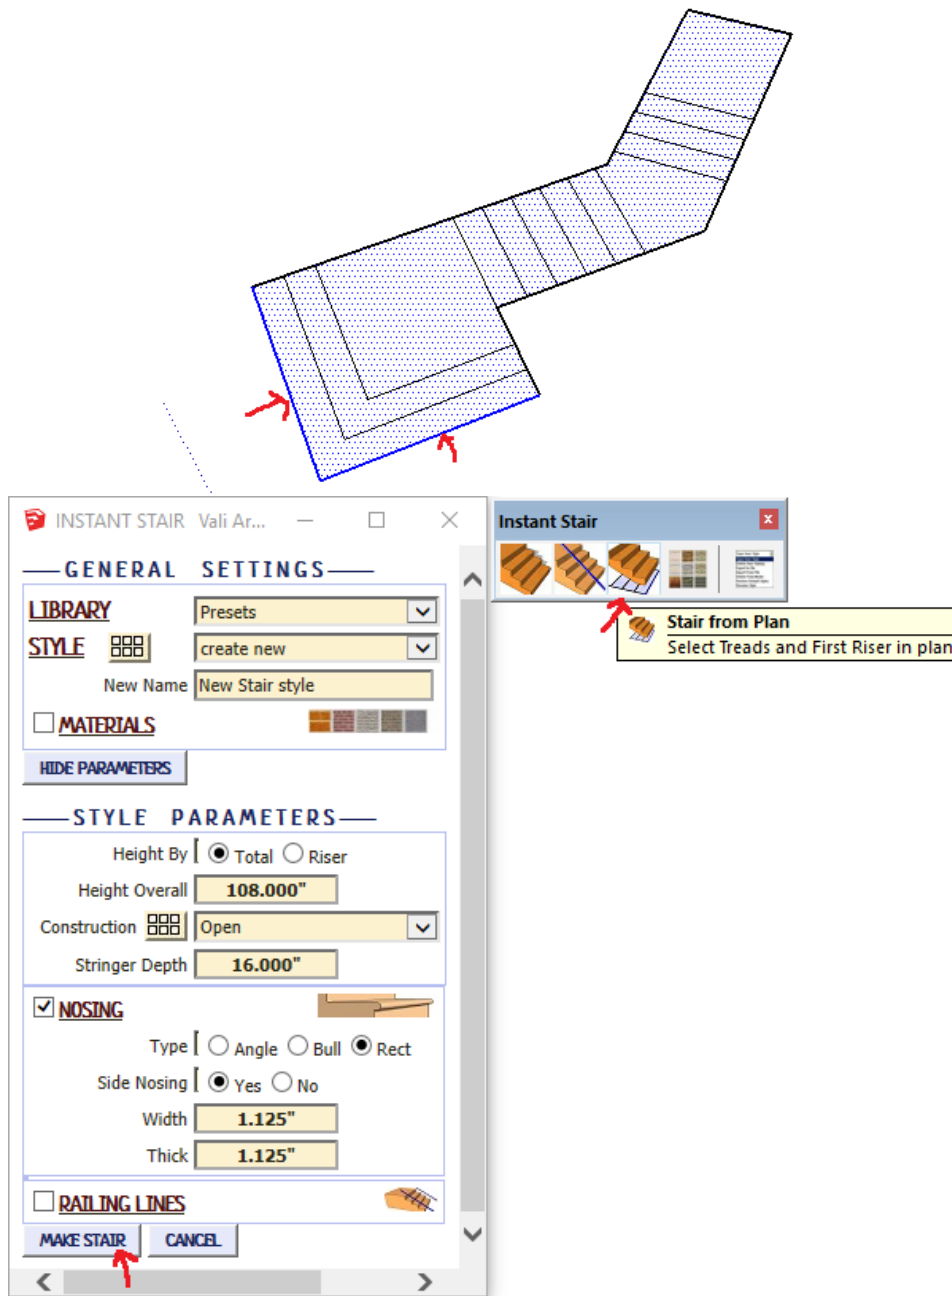 INSTANT STAIR Vali Ar...
Instant Stair
Stair from Plan
Select Treads and First Riser in plan
GENERAL SETTINGS
LIBRARY Presets
STYLE create new
New Name New Stair style
MATERIALS
HIDE PARAMETERS
STYLE PARAMETERS
Height By Total Riser
Height Overall 108.000"
Construction Open
Stringer Depth 16.000"
NOSING
Type Angle Bull Rect
Side Nosing Yes No
Width 1.125"
Thick 1.125"
RAILING LINES
MAKE STAIR CANCEL